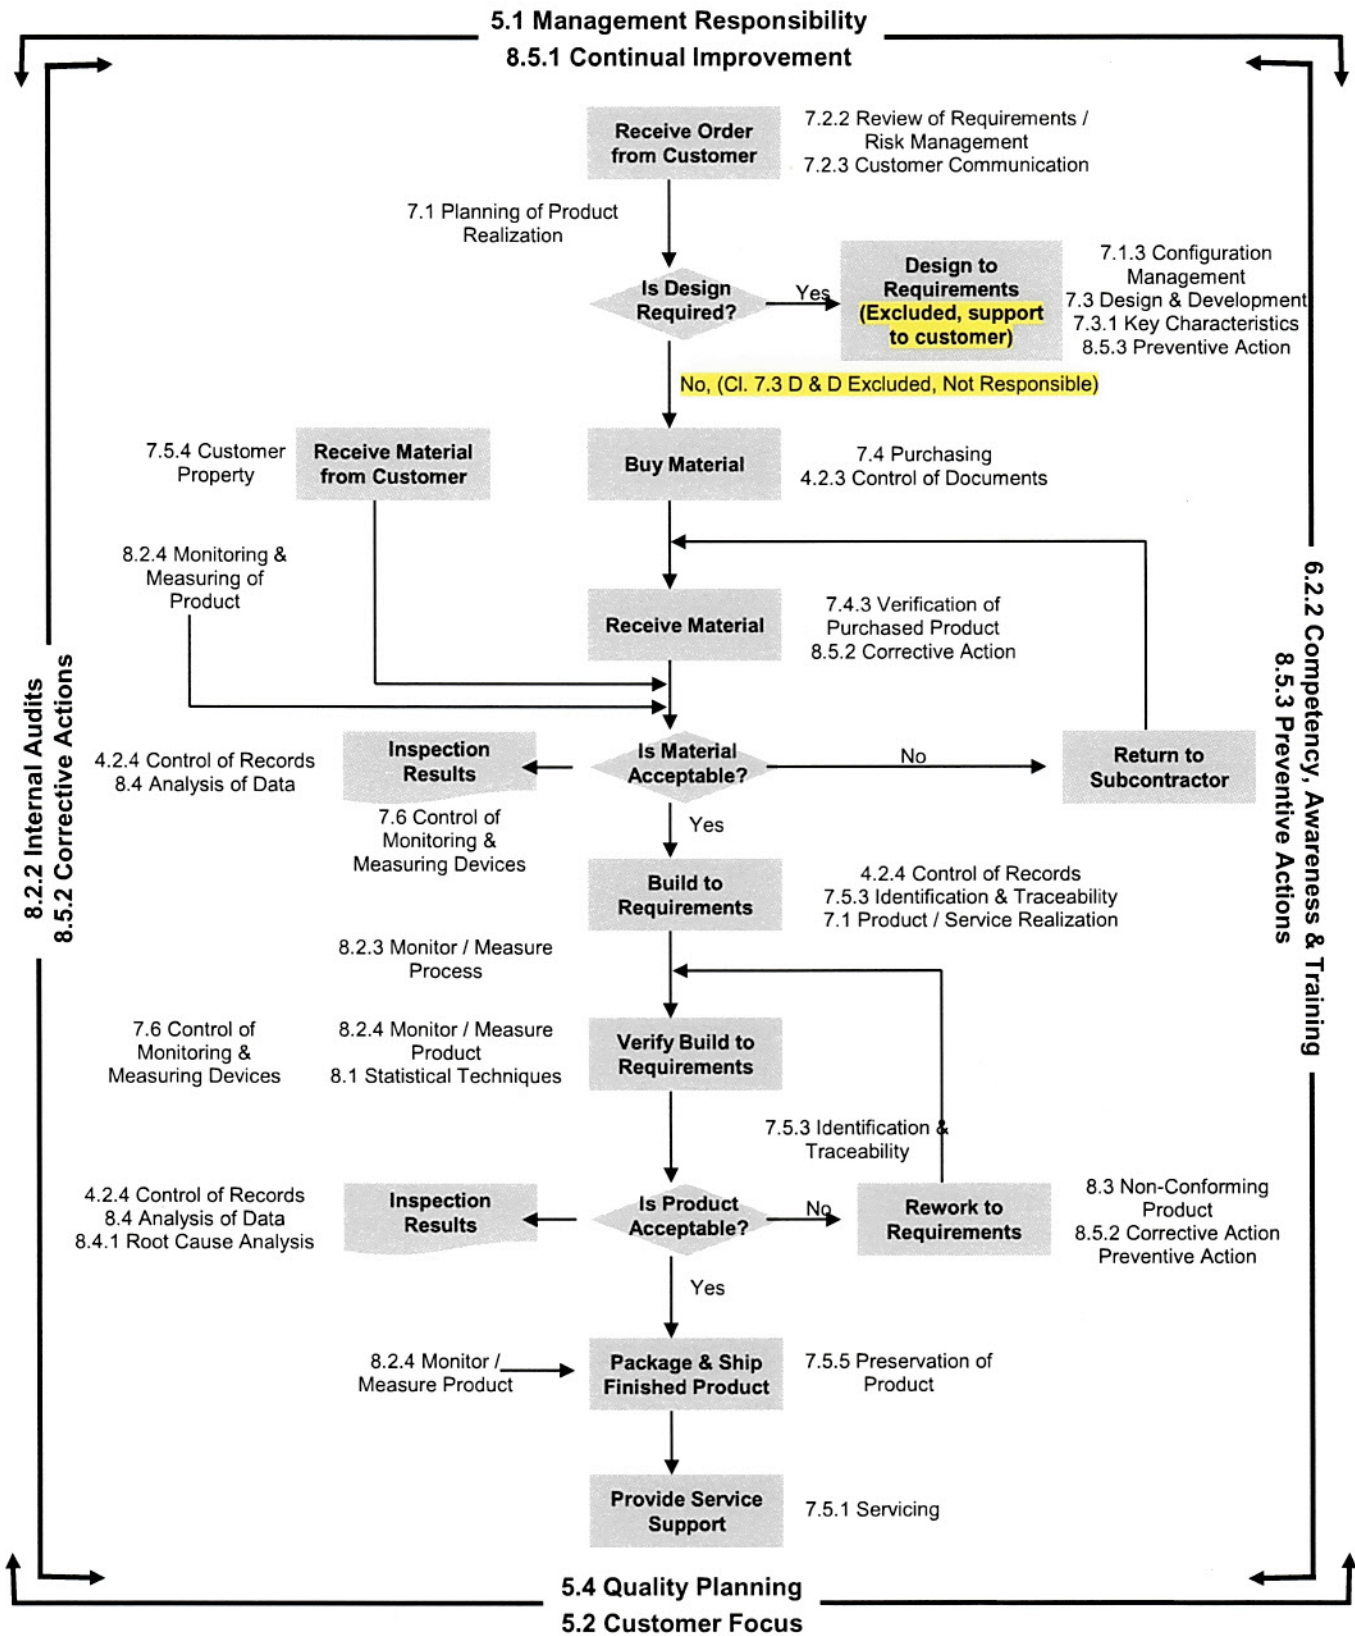 5.1 Management Responsibility
8.5.1 Continual Improvement
Receive Order
from Customer
7.2.2 Review of Requirements /
Risk Management
7.2.3 Customer Communication
7.1 Planning of Product
Realization
Is Design
Required?
Yes
Design to
Requirements
(Excluded, support
to customer)
7.1.3 Configuration
Management
7.3 Design & Development
7.3.1 Key Characteristics
8.5.3 Preventive Action
No, (Cl. 7.3 D & D Excluded, Not Responsible)
7.5.4 Customer
Property
Receive Material
from Customer
Buy Material
7.4 Purchasing
4.2.3 Control of Documents
8.2.4 Monitoring &
Measuring of
Product
Receive Material
7.4.3 Verification of
Purchased Product
8.5.2 Corrective Action
8.2.2 Internal Audits
8.5.2 Corrective Actions
6.2.2 Competency, Awareness & Training
8.5.3 Preventive Actions
4.2.4 Control of Records
8.4 Analysis of Data
Inspection
Results
Is Material
Acceptable?
No
Return to
Subcontractor
7.6 Control of
Monitoring &
Measuring Devices
Yes
Build to
Requirements
4.2.4 Control of Records
7.5.3 Identification & Traceability
7.1 Product / Service Realization
8.2.3 Monitor / Measure
Process
7.6 Control of
Monitoring &
Measuring Devices
8.2.4 Monitor / Measure
Product
8.1 Statistical Techniques
Verify Build to
Requirements
7.5.3 Identification &
Traceability
4.2.4 Control of Records
8.4 Analysis of Data
8.4.1 Root Cause Analysis
Inspection
Results
Is Product
Acceptable?
No
Rework to
Requirements
8.3 Non-Conforming
Product
8.5.2 Corrective Action
Preventive Action
Yes
8.2.4 Monitor /
Measure Product
Package & Ship
Finished Product
7.5.5 Preservation of
Product
Provide Service
Support
7.5.1 Servicing
5.4 Quality Planning
5.2 Customer Focus